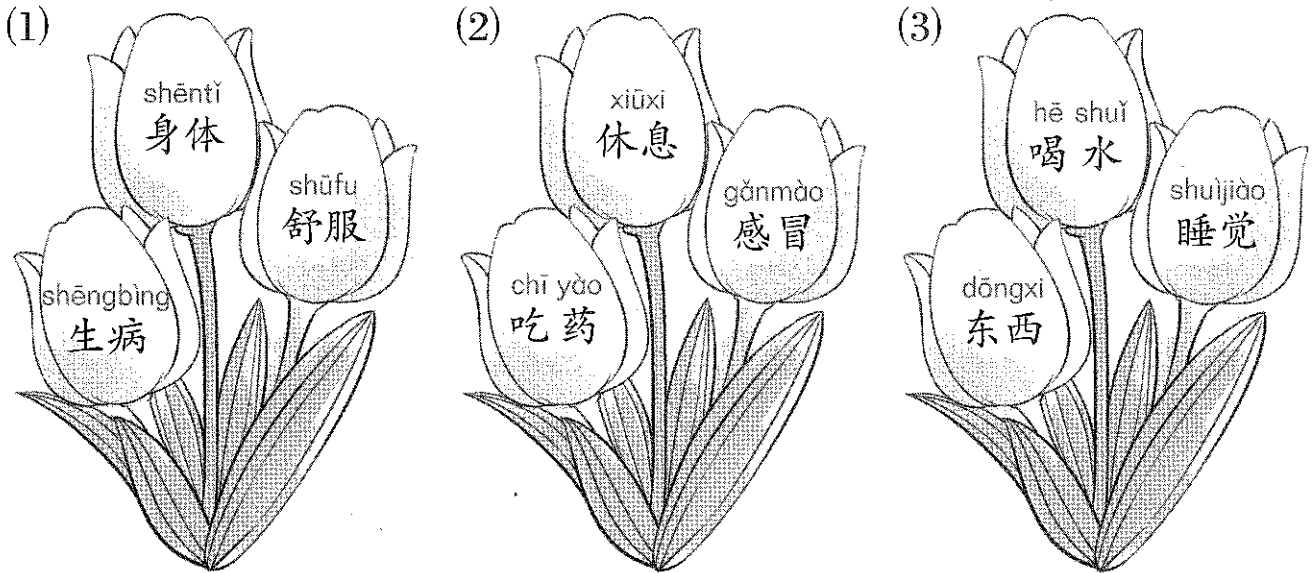 (1)
shēntǐ
身体
shūfu
舒服
shēngbìng
生病
(2)
xiūxi
休息
gǎnmào
感冒
chī yào
吃药
(3)
hē shuǐ
喝水
shuìjiào
睡觉
dōngxi
东西